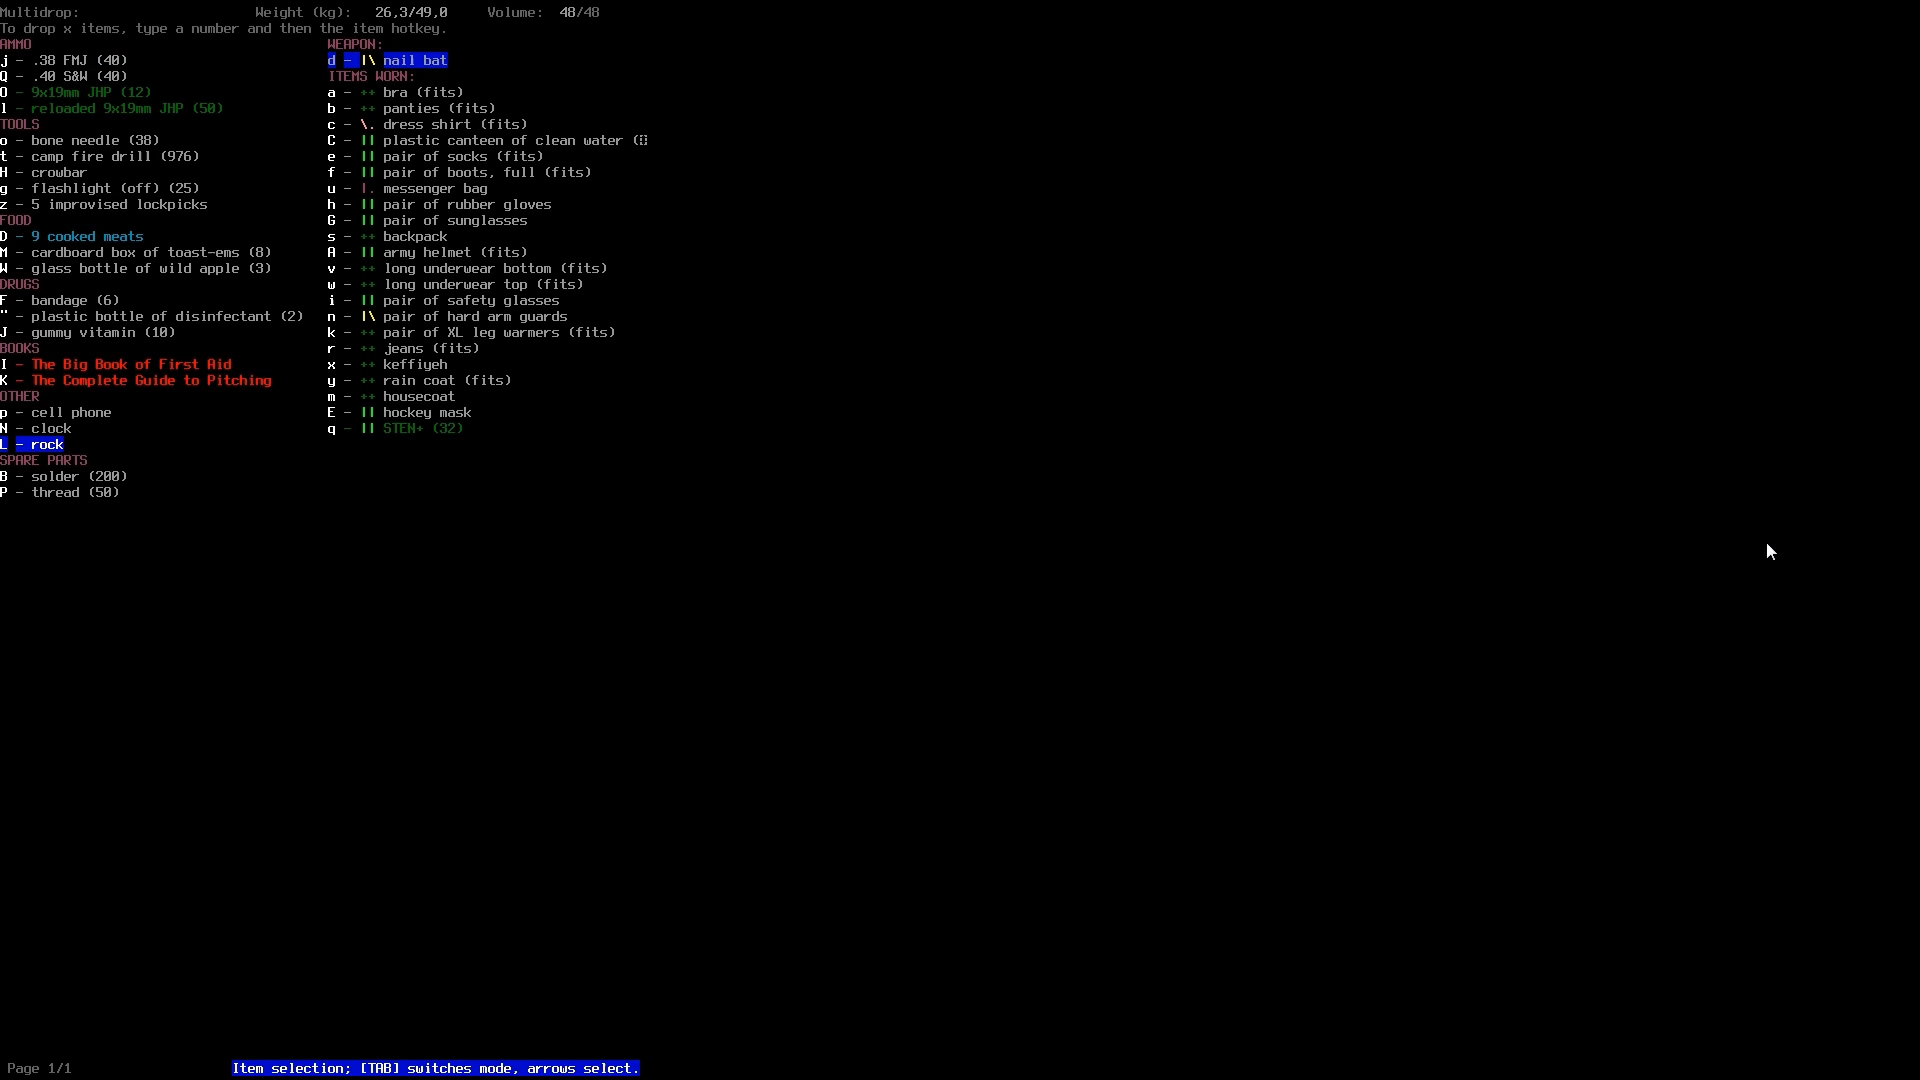 Multidrop: Weight (kg): 26,3/49,0 Volume: 48/48
To drop x items, type a number and then the item hotkey.
AMMO
j - .38 FMJ (40)
Q - .40 S&W (40)
O - 9x19mm JHP (12)
l - reloaded 9x19mm JHP (50)
TOOLS
o - bone needle (38)
t - camp fire drill (976)
H - crowbar
g - flashlight (off) (25)
z - 5 improvised lockpicks
FOOD
D - 9 cooked meats
M - cardboard box of toast-ems (8)
W - glass bottle of wild apple (3)
DRUGS
F - bandage (6)
" - plastic bottle of disinfectant (2)
J - gummy vitamin (10)
BOOKS
I - The Big Book of First Aid
K - The Complete Guide to Pitching
OTHER
p - cell phone
N - clock
L - rock
SPARE PARTS
B - solder (200)
P - thread (50)
WEAPON:
d - |\ nail bat
ITEMS WORN:
a - ++ bra (fits)
b - ++ panties (fits)
c - \. dress shirt (fits)
C - || plastic canteen of clean water (
e - || pair of socks (fits)
f - || pair of boots, full (fits)
u - |. messenger bag
h - || pair of rubber gloves
G - || pair of sunglasses
s - ++ backpack
A - || army helmet (fits)
v - ++ long underwear bottom (fits)
w - ++ long underwear top (fits)
i - || pair of safety glasses
n - |\ pair of hard arm guards
k - ++ pair of XL leg warmers (fits)
r - ++ jeans (fits)
x - ++ keffiyeh
y - ++ rain coat (fits)
m - ++ housecoat
E - || hockey mask
q - || STEN+ (32)
Page 1/1 Item selection; [TAB] switches mode, arrows select.